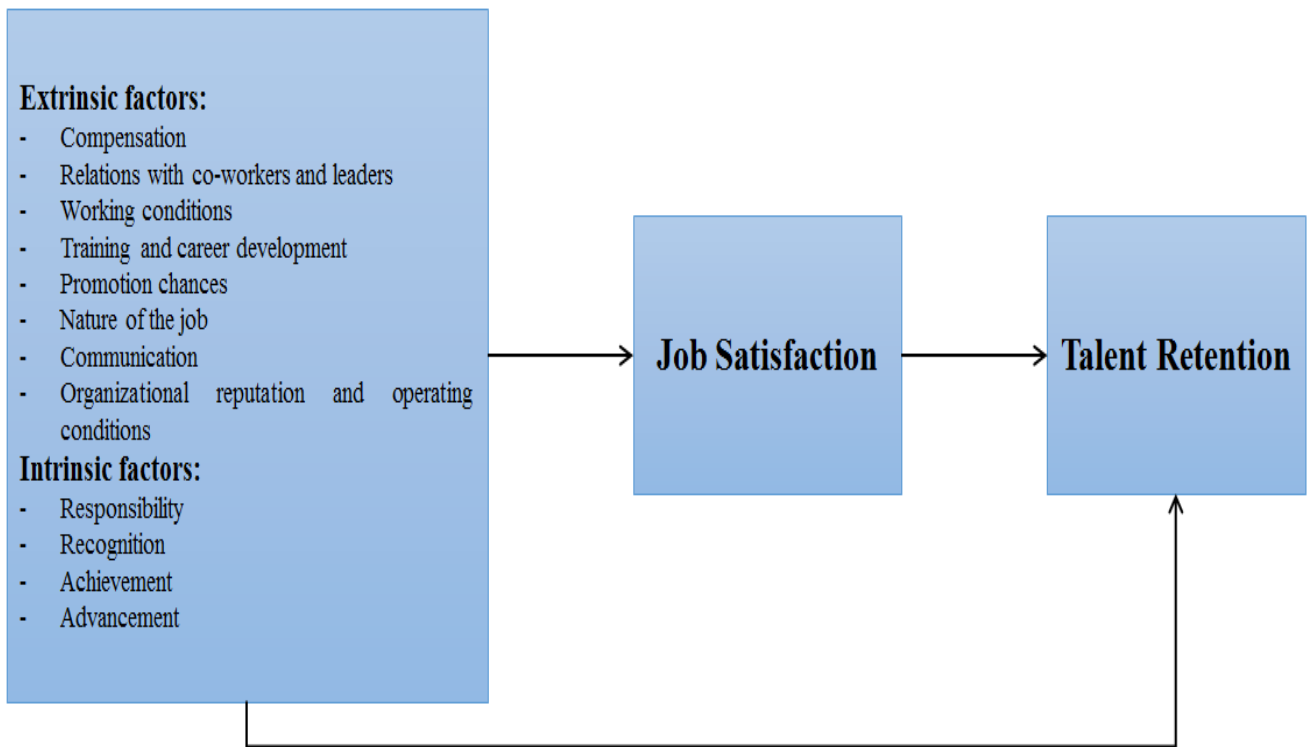 Extrinsic factors:
- Compensation
- Relations with co-workers and leaders
- Working conditions
- Training and career development
- Promotion chances
- Nature of the job
- Communication
- Organizational reputation and operating
conditions
Intrinsic factors:
- Responsibility
- Recognition
- Achievement
- Advancement
Job Satisfaction
Talent Retention